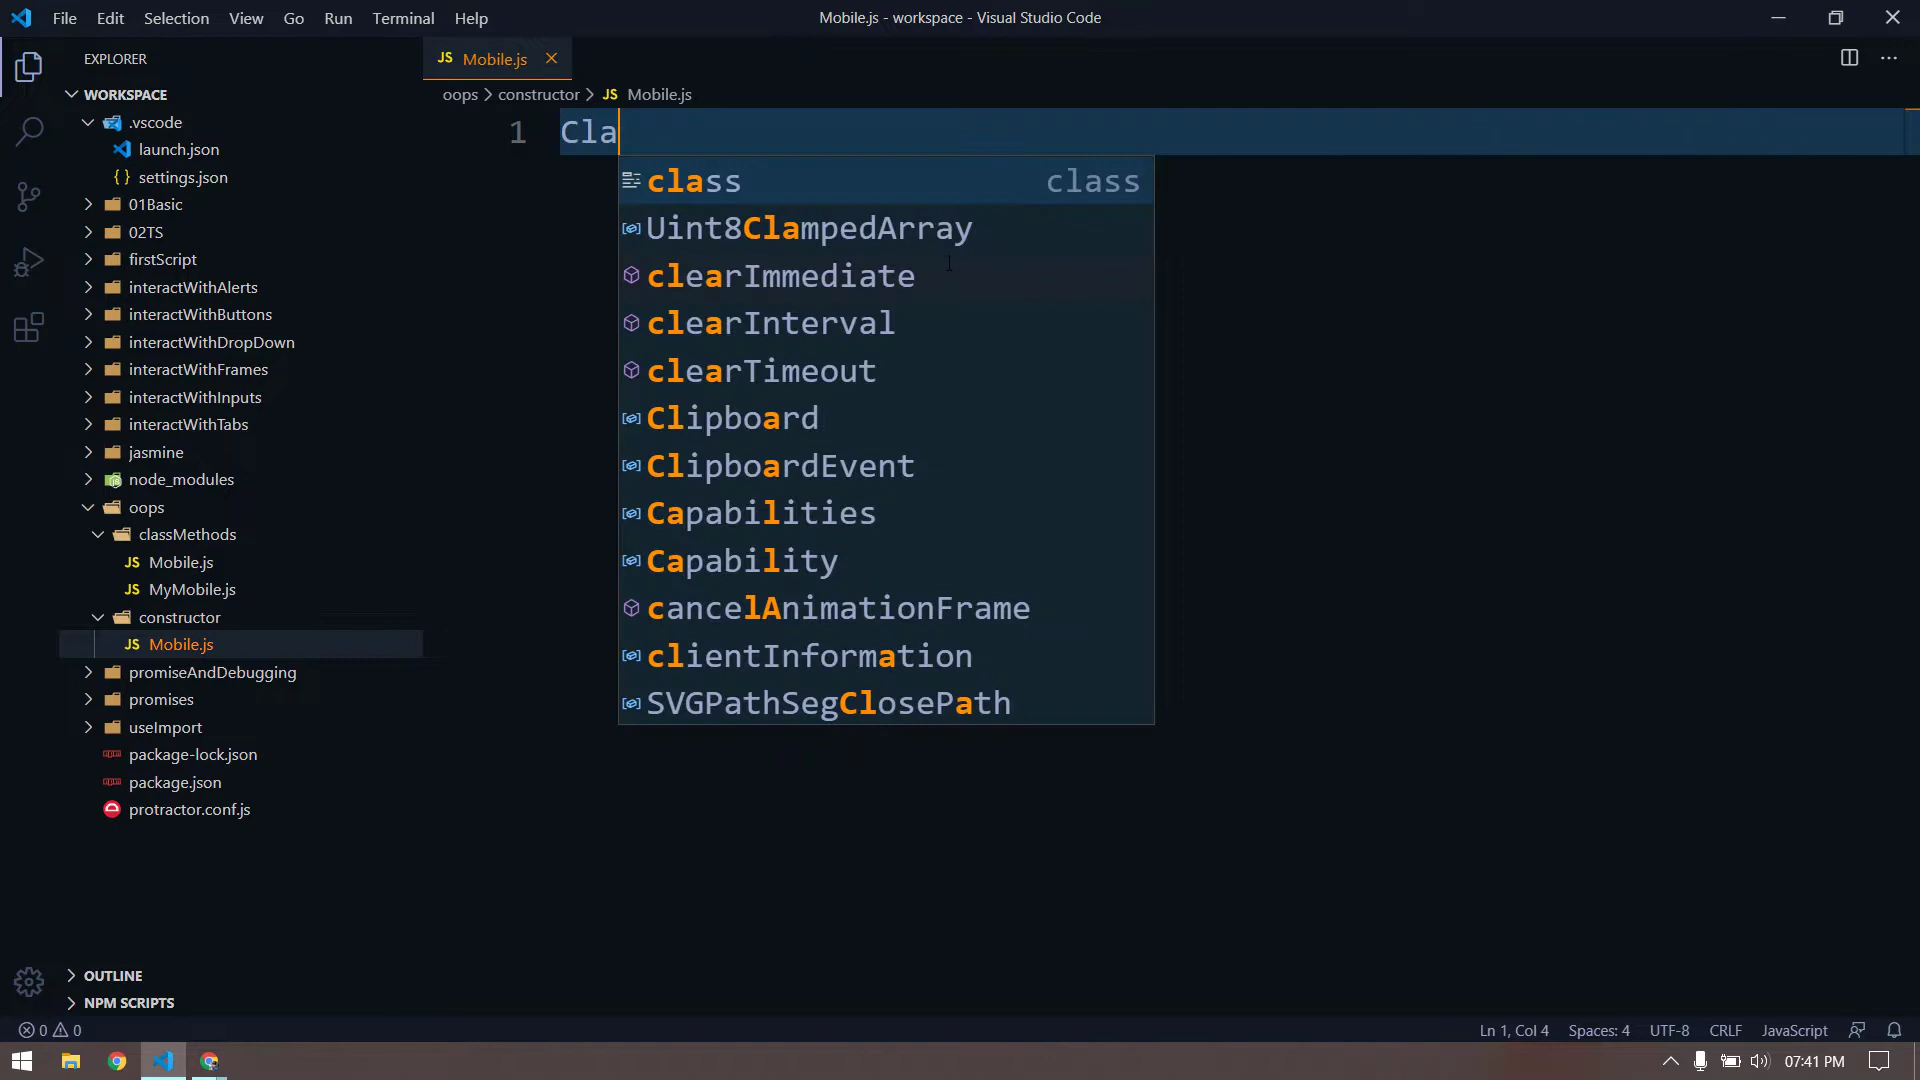 File Edit Selection View Go Run Terminal Help
Mobile.js - workspace - Visual Studio Code
EXPLORER
WORKSPACE
.vscode
launch.json
{ } settings.json
01Basic
02TS
firstScript
interactWithAlerts
interactWithButtons
interactWithDropDown
interactWithFrames
interactWithInputs
interactWithTabs
jasmine
node_modules
oops
classMethods
JS Mobile.js
JS MyMobile.js
constructor
JS Mobile.js
promiseAndDebugging
promises
useImport
package-lock.json
package.json
protractor.conf.js
OUTLINE
NPM SCRIPTS
JS Mobile.js
oops > constructor > JS Mobile.js
1 Cla
class class
Uint8ClampedArray
clearImmediate
clearInterval
clearTimeout
Clipboard
ClipboardEvent
Capabilities
Capability
cancelAnimationFrame
clientInformation
SVGPathSegClosePath
0 0
Ln 1, Col 4 Spaces: 4 UTF-8 CRLF JavaScript
07:41 PM